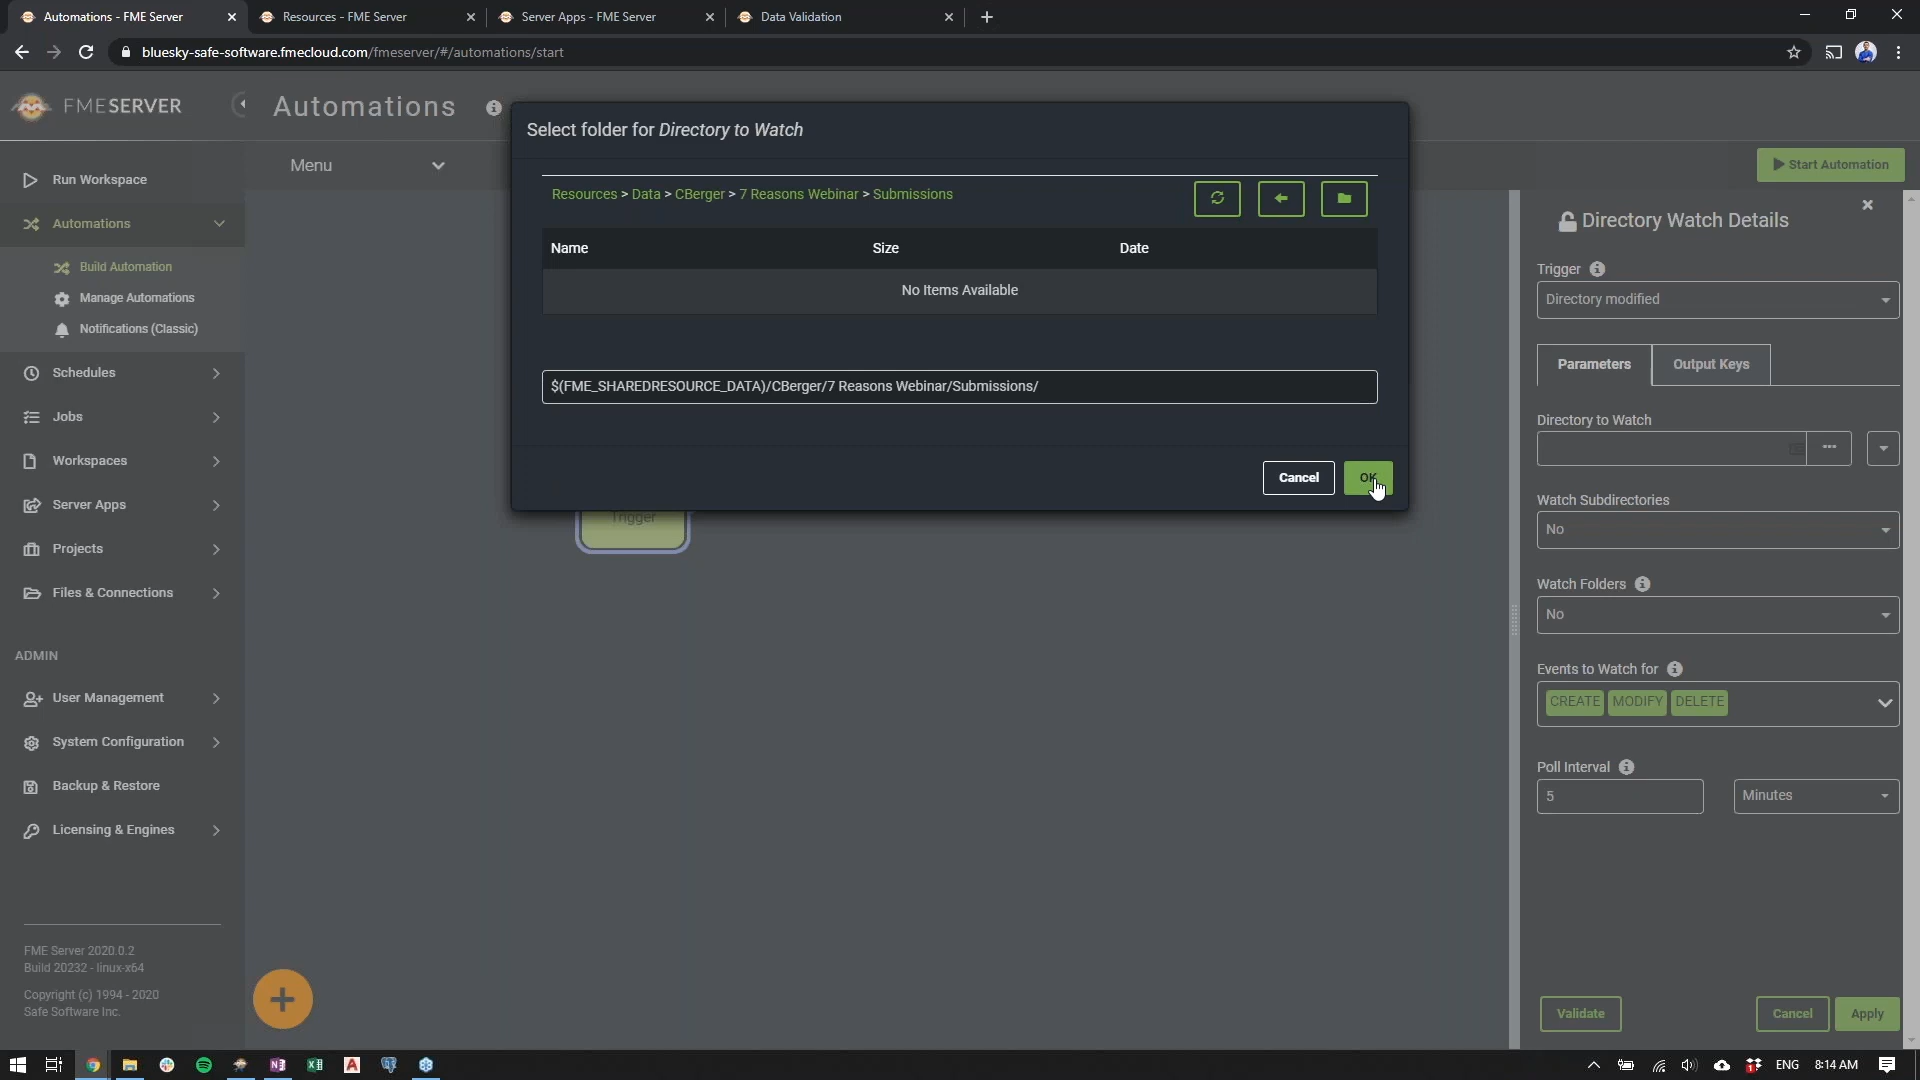 Automations - FME Server
Resources - FME Server
Server Apps - FME Server
Data Validation
bluesky-safe-software.fmecloud.com/fmeserver/#/automations/start
FMESERVER
Automations
Menu
Start Automation
Run Workspace
Automations
Build Automation
Manage Automations
Notifications (Classic)
Schedules
Jobs
Workspaces
Server Apps
Projects
Files & Connections
ADMIN
User Management
System Configuration
Backup & Restore
Licensing & Engines
FME Server 2020.0.2
Build 20232 - linux-x64
Copyright (c) 1994 - 2020
Safe Software Inc.
Select folder for Directory to Watch
Resources > Data > CBerger > 7 Reasons Webinar > Submissions
Name Size Date
No Items Available
$(FME_SHAREDRESOURCE_DATA)/CBerger/7 Reasons Webinar/Submissions/
Cancel OK
Trigger
Directory Watch Details
Trigger
Directory modified
Parameters Output Keys
Directory to Watch
Watch Subdirectories
No
Watch Folders
No
Events to Watch for
CREATE MODIFY DELETE
Poll Interval
5 Minutes
Validate Cancel Apply
ENG 8:14 AM